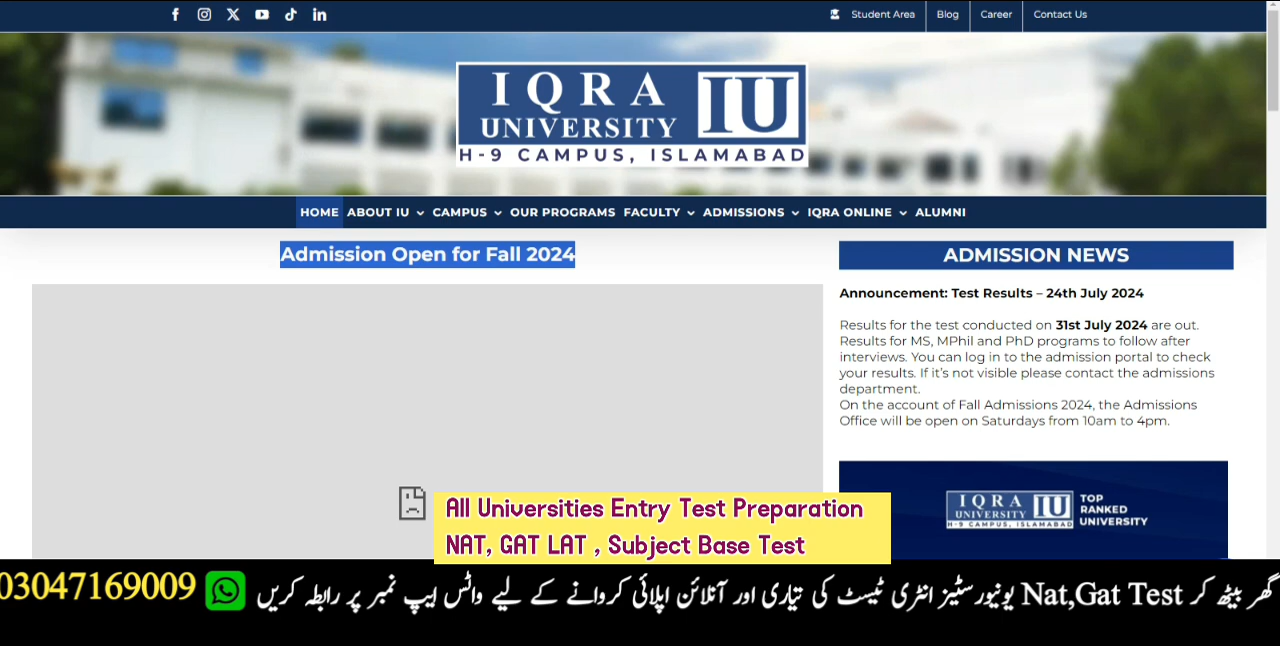 Student Area
Blog
Career
Contact Us
IQRA
UNIVERSITY
IU
H-9 CAMPUS, ISLAMABAD
HOME
ABOUT IU
CAMPUS
OUR PROGRAMS
FACULTY
ADMISSIONS
IQRA ONLINE
ALUMNI
Admission Open for Fall 2024
ADMISSION NEWS
Announcement: Test Results – 24th July 2024
Results for the test conducted on 31st July 2024 are out.
Results for MS, MPhil and PhD programs to follow after
interviews. You can log in to the admission portal to check
your results. If it’s not visible please contact the admissions
department.
On the account of Fall Admissions 2024, the Admissions
Office will be open on Saturdays from 10am to 4pm.
IQRA
UNIVERSITY
IU
H-9 CAMPUS, ISLAMABAD
TOP
RANKED
UNIVERSITY
All Universities Entry Test Preparation
NAT, GAT LAT , Subject Base Test
گھر بیٹھ کر Nat,Gat Test یونیورسٹیز انٹری ٹیسٹ کی تیاری اور آنلائن اپلائی کروانے کے لیے واٹس ایپ نمبر پر رابطہ کریں 03047169009